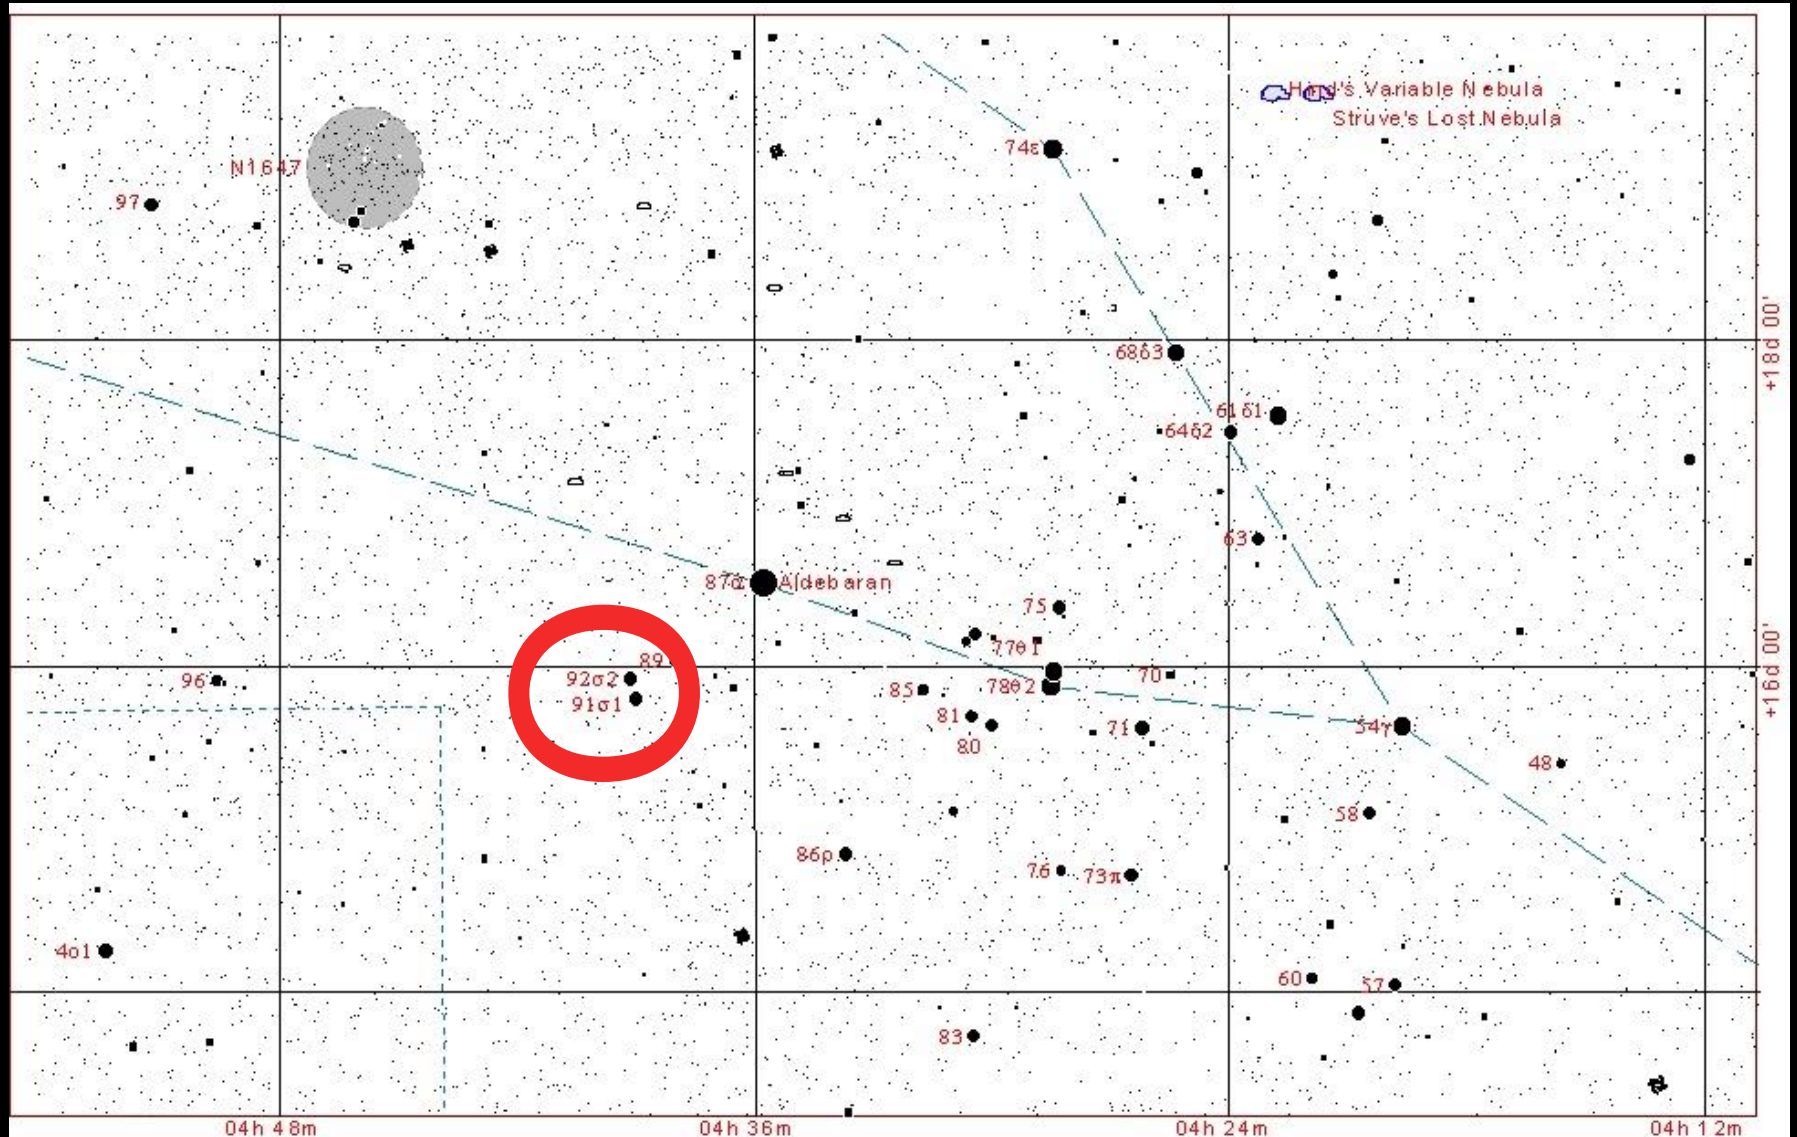 Struve's Lost Nebula
74ε
N1647
97
+18d 00'
68δ3
61δ1
64δ2
63
87α Aldebaran
75
77θ1
89
92σ2
91σ1
96
78θ2
70
85
81
80
71
54γ
48
58
86ρ
76
73π
4o1
60
57
83
+16d 00'
04h 48m
04h 36m
04h 24m
04h 12m
Variable Nebula